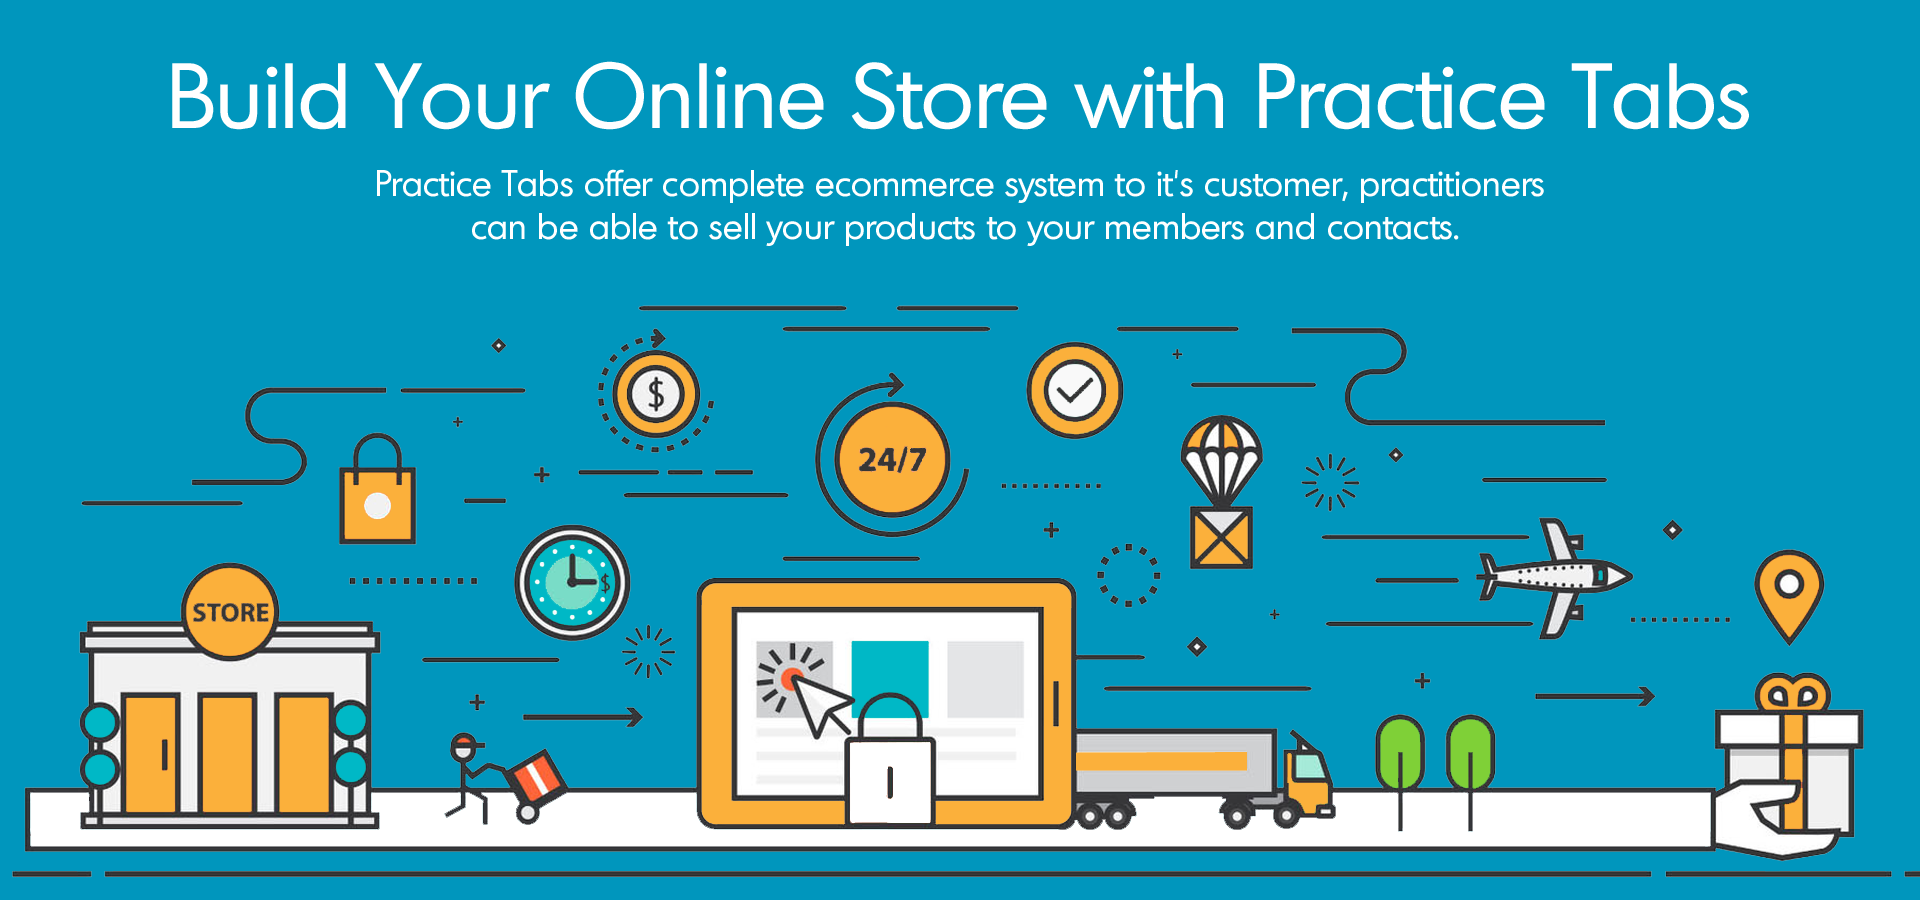 Build Your Online Store with Practice Tabs
Practice Tabs offer complete ecommerce system to it's customer, practitioners
can be able to sell your products to your members and contacts.
$
24/7
$
STORE